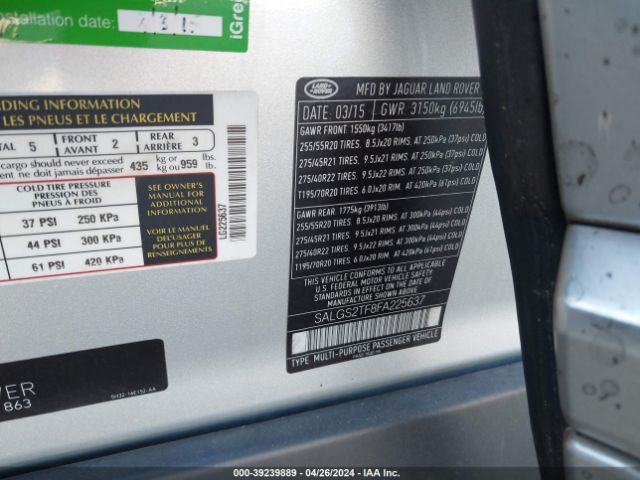 nstallation date:
iGre
DING INFORMATION
LES PNEUS ET LE CHARGEMENT
TAL 5 FRONT AVANT 2 REAR ARRIÈRE 3
cargo should never exceed 435 kg or 959 lbs.
ent ne doit jamais dépasser kg ou lb.
COLD TIRE PRESSURE
PRESSION DES
PNEUS À FROID
37 PSI 250 KPa
44 PSI 300 KPa
61 PSI 420 KPa
SEE OWNER'S
MANUAL FOR
ADDITIONAL
INFORMATION
VOIR LE MANUEL
DE L'USAGER
POUR PLUS DE
RENSEIGNEMENTS
LG225637
LAND ROVER
MFD BY JAGUAR LAND ROVER
DATE: 03/15 GWR: 3150kg (6945lb
GAWR FRONT: 1550kg (3417lb)
255/55R20 TIRES. 8.5Jx20 RIMS. AT 250kPa (37psi) COLD
275/45R21 TIRES. 9.5Jx21 RIMS. AT 250kPa (37psi) COLD
275/40R22 TIRES. 9.5Jx22 RIMS. AT 250kPa (37psi) COLD
T195/70R20 TIRES. 6.0Jx20 RIM. AT 420kPa (61psi) COLD
GAWR REAR: 1775kg (3913lb)
255/55R20 TIRES. 8.5Jx20 RIMS. AT 300kPa (44psi) COLD
275/45R21 TIRES. 9.5Jx21 RIMS. AT 300kPa (44psi) COLD
275/40R22 TIRES. 9.5Jx22 RIMS. AT 300kPa (44psi) COLD
T195/70R20 TIRES. 6.0Jx20 RIM. AT 420kPa (61psi) COLD
THIS VEHICLE CONFORMS TO ALL APPLICABLE
U.S. FEDERAL MOTOR VEHICLE SAFETY STANDARDS
IN EFFECT ON THE DATE OF
MANUFACTURE SHOWN ABOVE.
SALGS2TF8FA225637
TYPE: MULTI-PURPOSE PASSENGER VEHICLE
VER
863
000-39239889 - 04/26/2024 - IAA Inc.